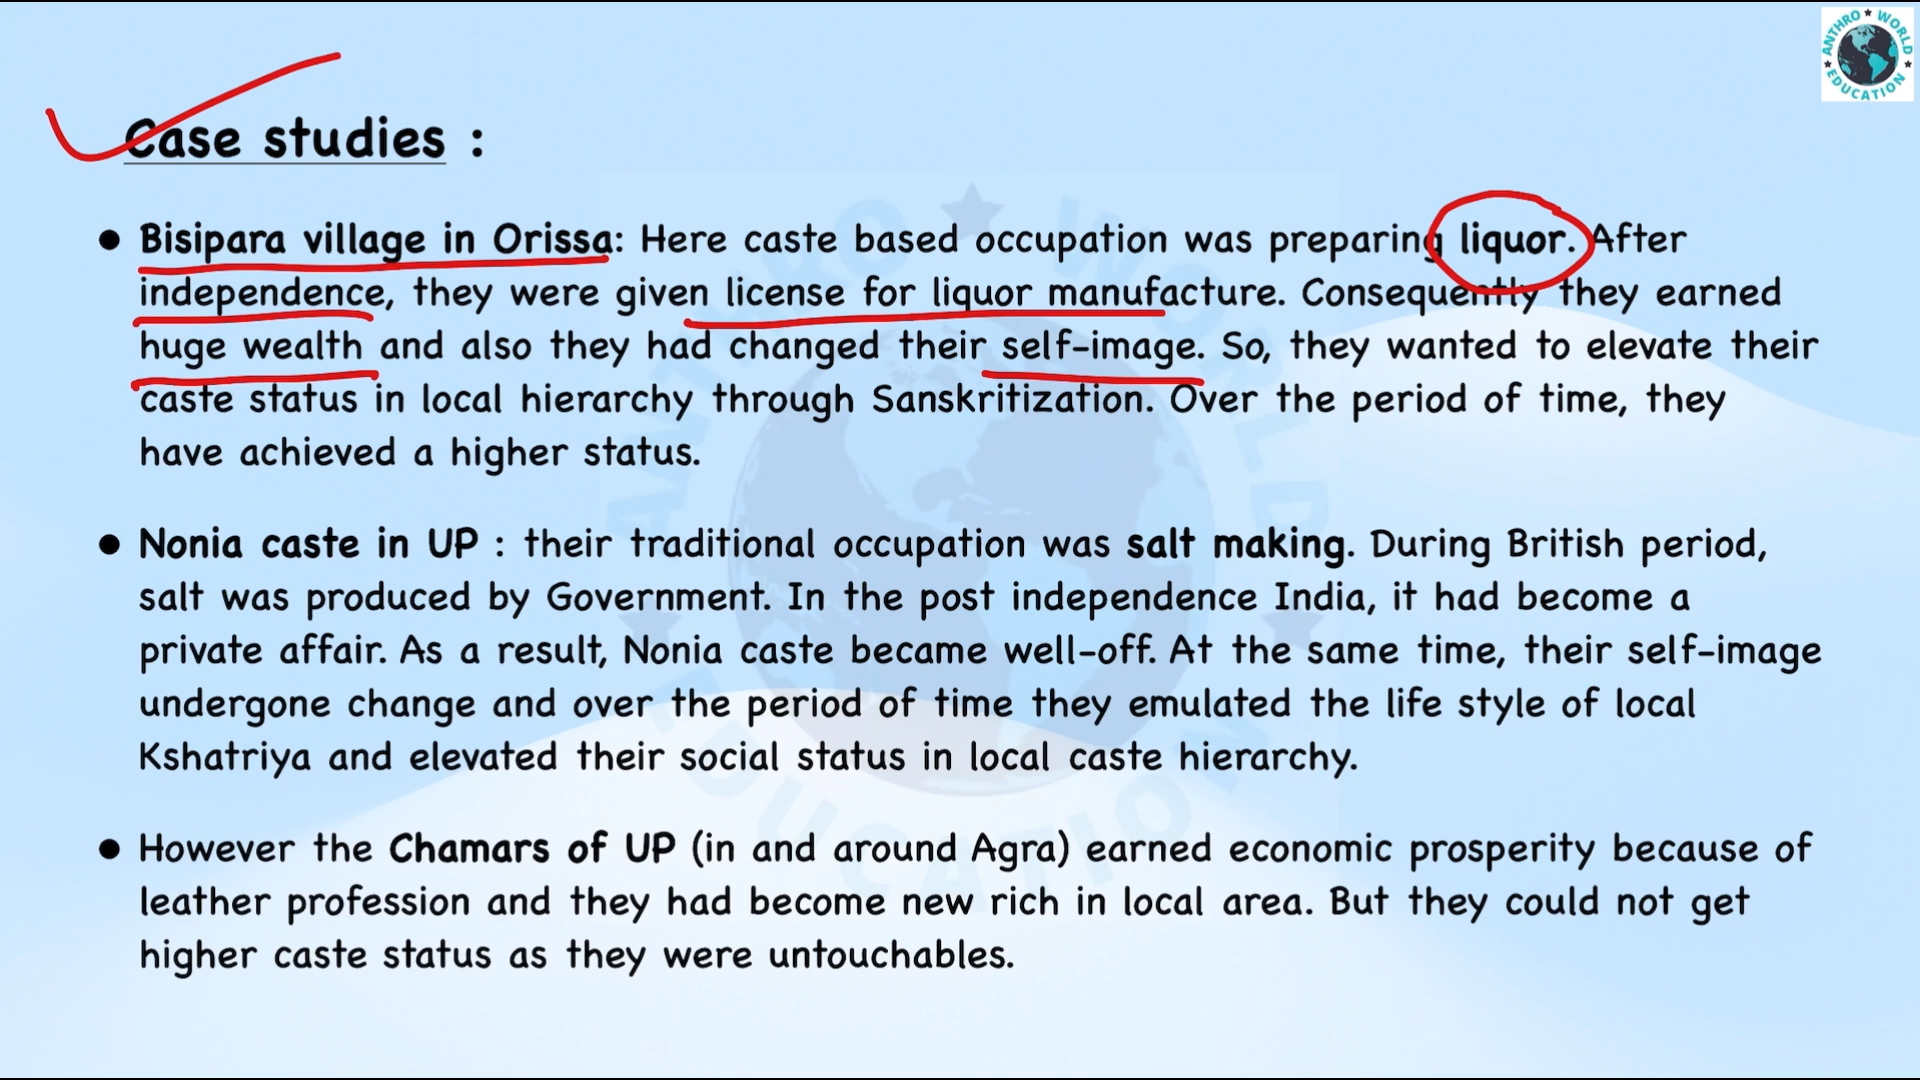 ANTHRO WORLD EDUCATION
Case studies :
● Bisipara village in Orissa: Here caste based occupation was preparing liquor. After
independence, they were given license for liquor manufacture. Consequently they earned
huge wealth and also they had changed their self-image. So, they wanted to elevate their
caste status in local hierarchy through Sanskritization. Over the period of time, they
have achieved a higher status.
● Nonia caste in UP : their traditional occupation was salt making. During British period,
salt was produced by Government. In the post independence India, it had become a
private affair. As a result, Nonia caste became well-off. At the same time, their self-image
undergone change and over the period of time they emulated the life style of local
Kshatriya and elevated their social status in local caste hierarchy.
● However the Chamars of UP (in and around Agra) earned economic prosperity because of
leather profession and they had become new rich in local area. But they could not get
higher caste status as they were untouchables.
ANTHRO WORLD EDUCATION